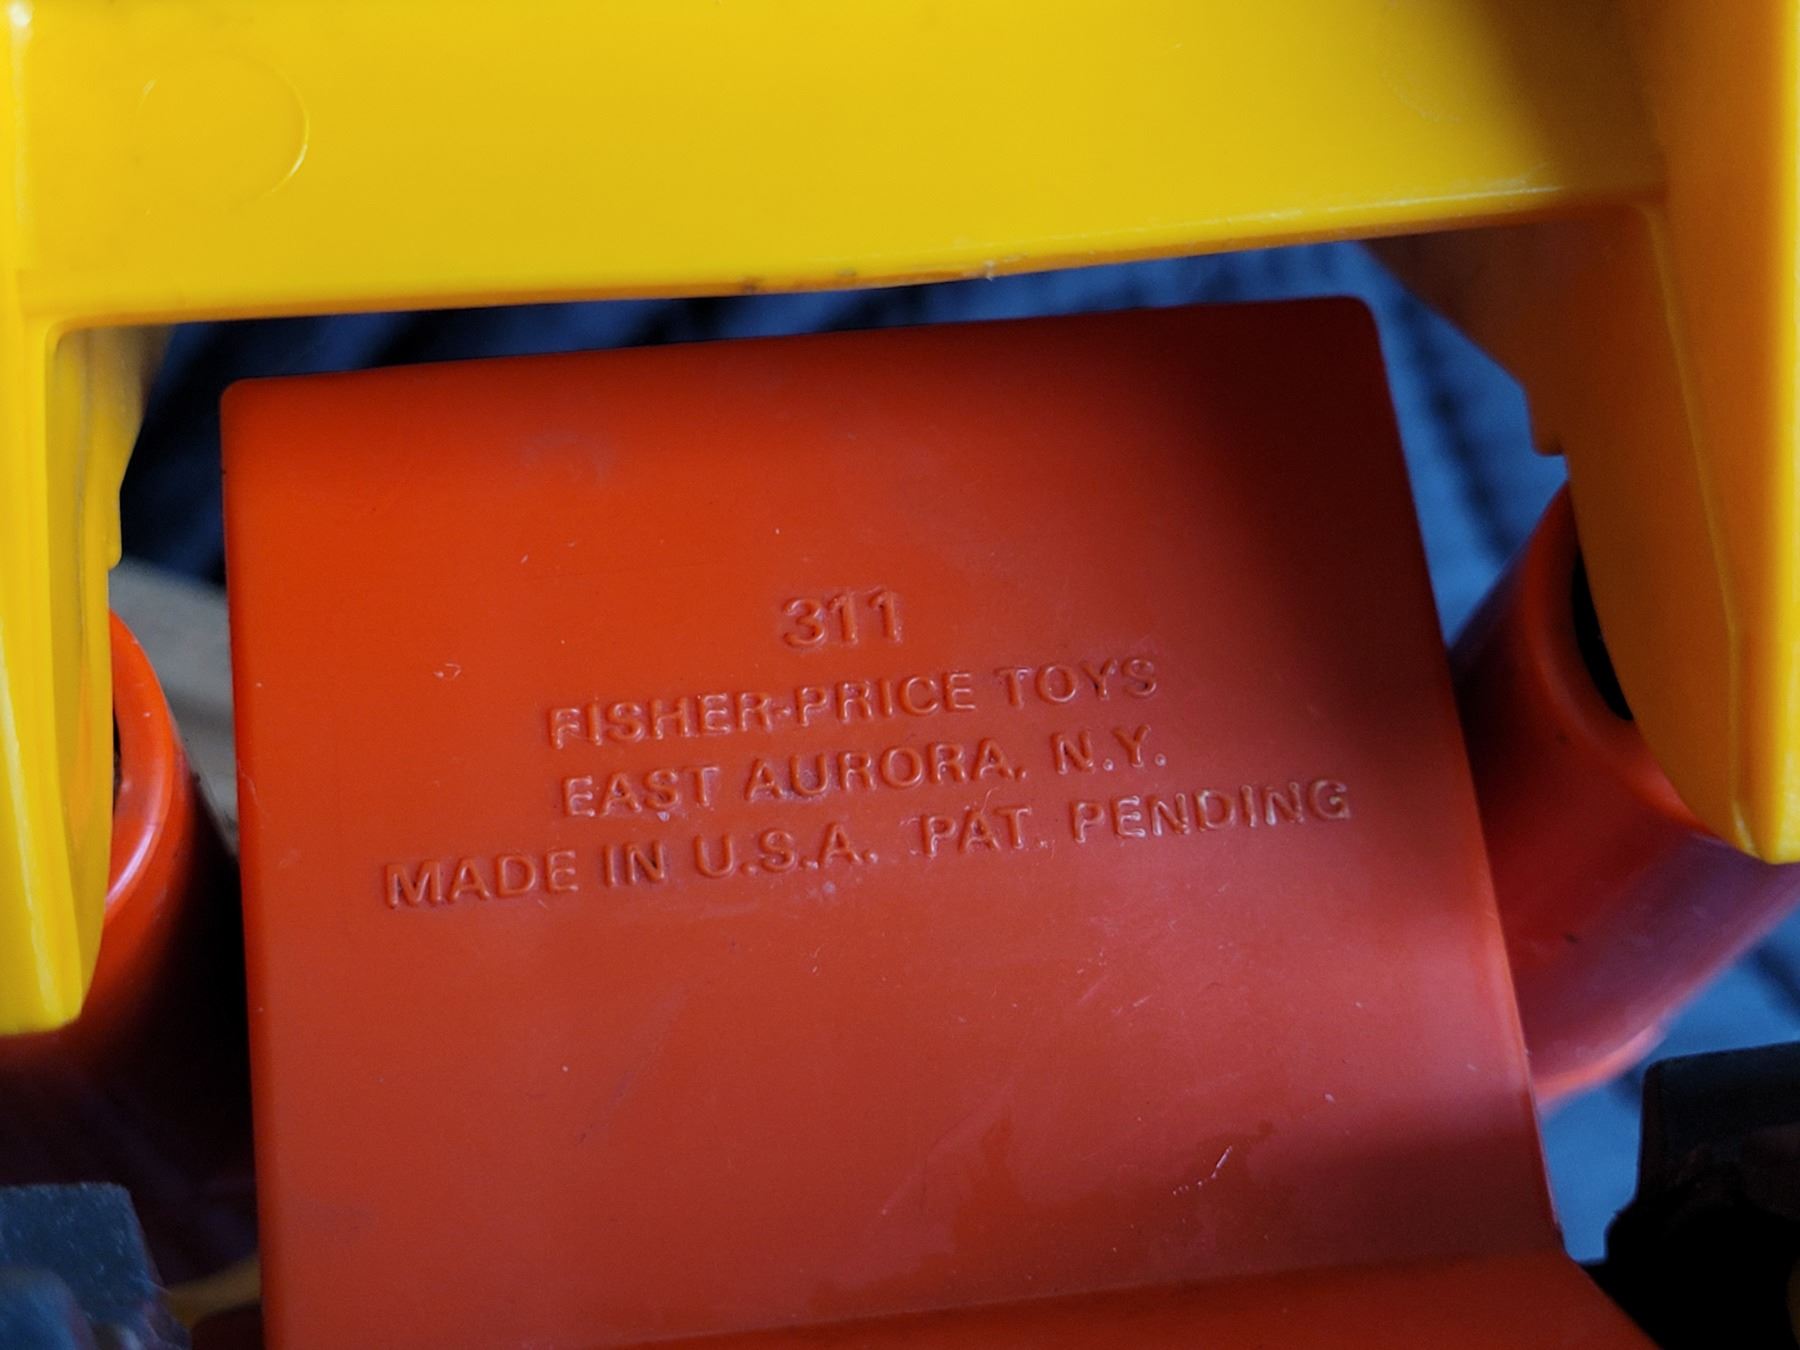 311
FISHER-PRICE TOYS
EAST AURORA, N.Y.
MADE IN U.S.A. PAT. PENDING